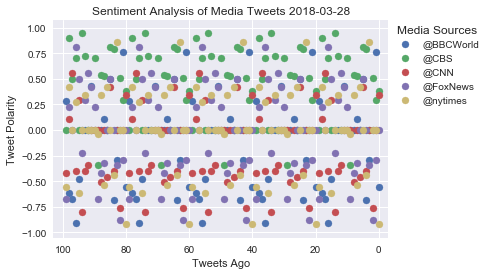 Sentiment Analysis of Media Tweets 2018-03-28
1.00
0.75
0.50
0.25
0.00
−0.25
−0.50
−0.75
−1.00
Tweet Polarity
100
80
60
40
20
0
Tweets Ago
Media Sources
@BBCWorld
@CBS
@CNN
@FoxNews
@nytimes